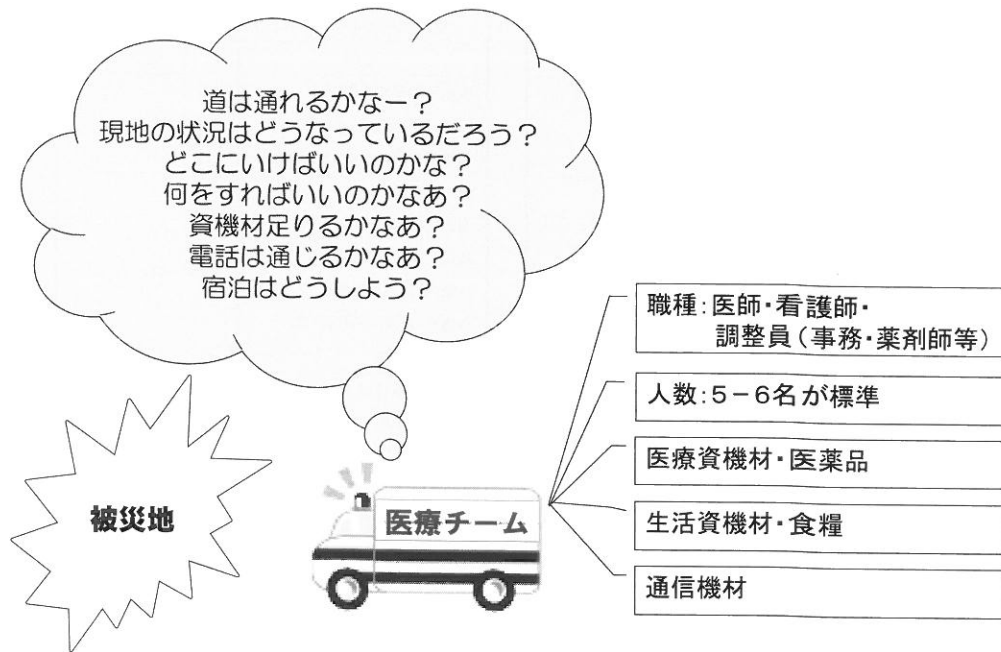 道は通れるかなー？
現地の状況はどうなっているだろう？
どこにいけばいいのかな？
何をすればいいのかなあ？
資機材足りるかなあ？
電話は通じるかなあ？
宿泊はどうしよう？
職種：医師・看護師・
調整員（事務・薬剤師等）
人数：５－６名が標準
医療資機材・医薬品
生活資機材・食糧
通信機材
被災地
医療チーム